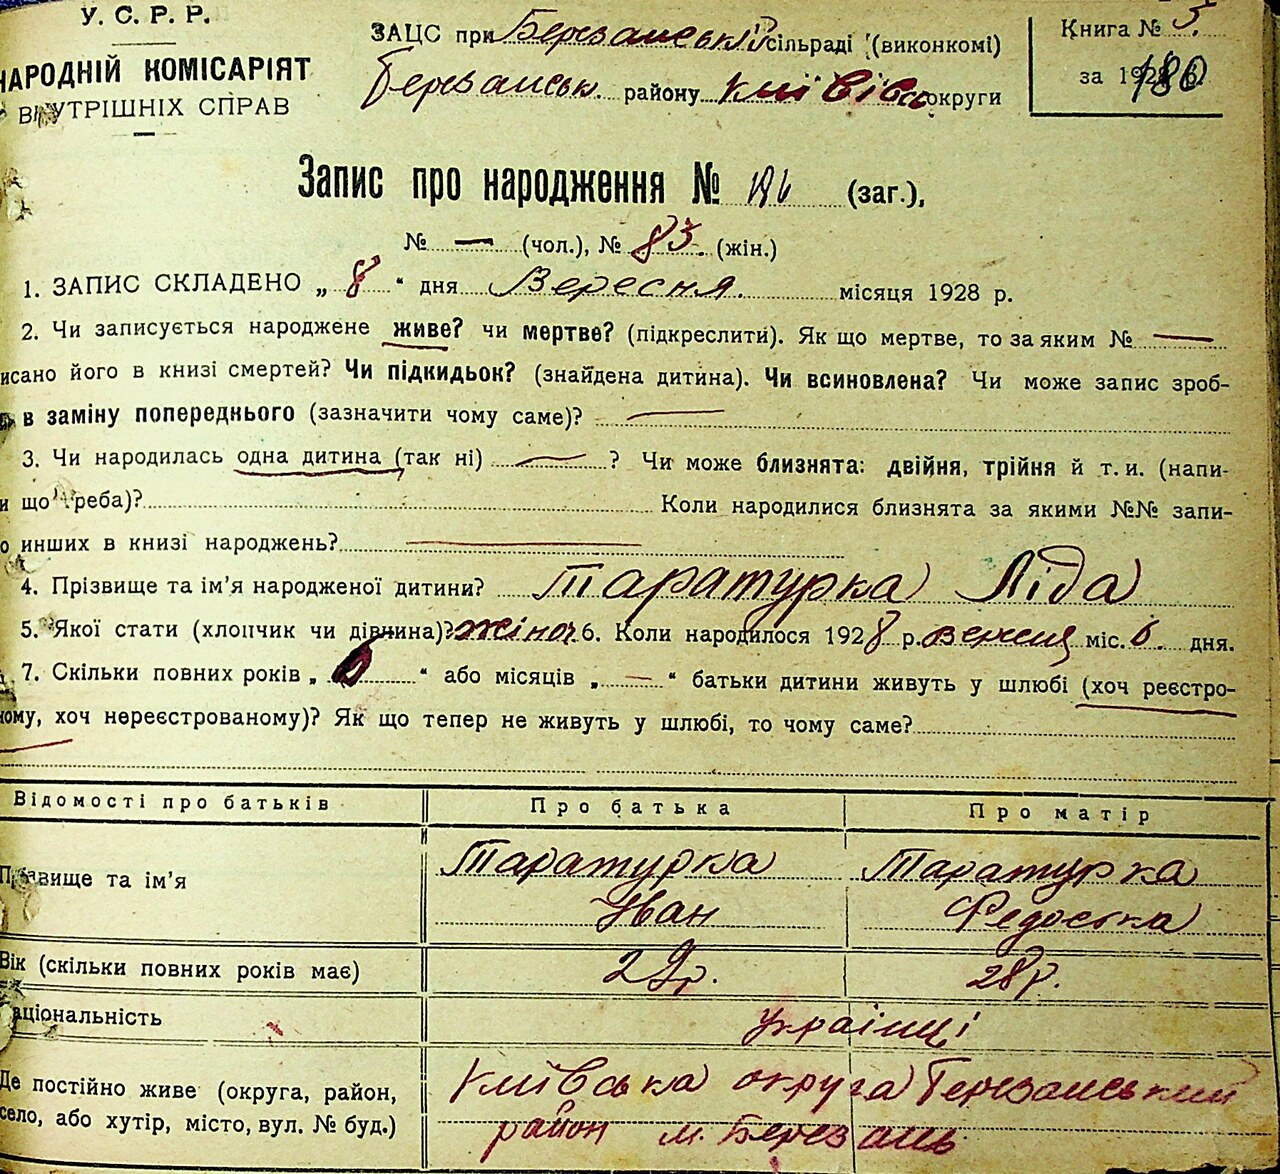 У. С. Р. Р.
НАРОДНІЙ КОМІСАРІЯТ
ВНУТРІШНІХ СПРАВ
ЗАЦС при Березанській сільраді (виконкомі)
Березанськ. району Київськ округи
Книга № 5
за 1928 р.
180
Запис про народження № (заг.),
№ — (чол.), № 83 (жін.)
1. ЗАПИС СКЛАДЕНО „ 8 “ дня Вересня місяця 1928 р.
2. Чи записується народжене живе? чи мертве? (підкреслити). Як що мертве, то за яким № —
исано його в книзі смертей? Чи підкидьок? (знайдена дитина). Чи всиновлена? Чи може запис зроб-
в заміну попереднього (зазначити чому саме)? —
3. Чи народилась одна дитина (так ні) — ? Чи може близнята: двійня, трійня й т. и. (напи-
и що треба)? Коли народилися близнята за якими №№ запи-
о инших в книзі народжень? —
4. Прізвище та ім’я народженої дитини? Таратурка Ліда
5. Якої стати (хлопчик чи дівчина)? жіноч 6. Коли народилося 1928 р. вересня міс. 6 дня.
7. Скільки повних років „ “ або місяців „ — “ батьки дитини живуть у шлюбі (хоч реєстро-
ному, хоч нереєстрованому)? Як що тепер не живуть у шлюбі, то чому саме?
—
Відомості про батьків Про батька Про матір
Прізвище та ім’я Таратурка Таратурка
Іван Федоська
Вік (скільки повних років має) 29р. 28р.
Національність українці
Де постійно живе (округа, район, Київська округа Березанський
село, або хутір, місто, вул. № буд.) район м. Березань